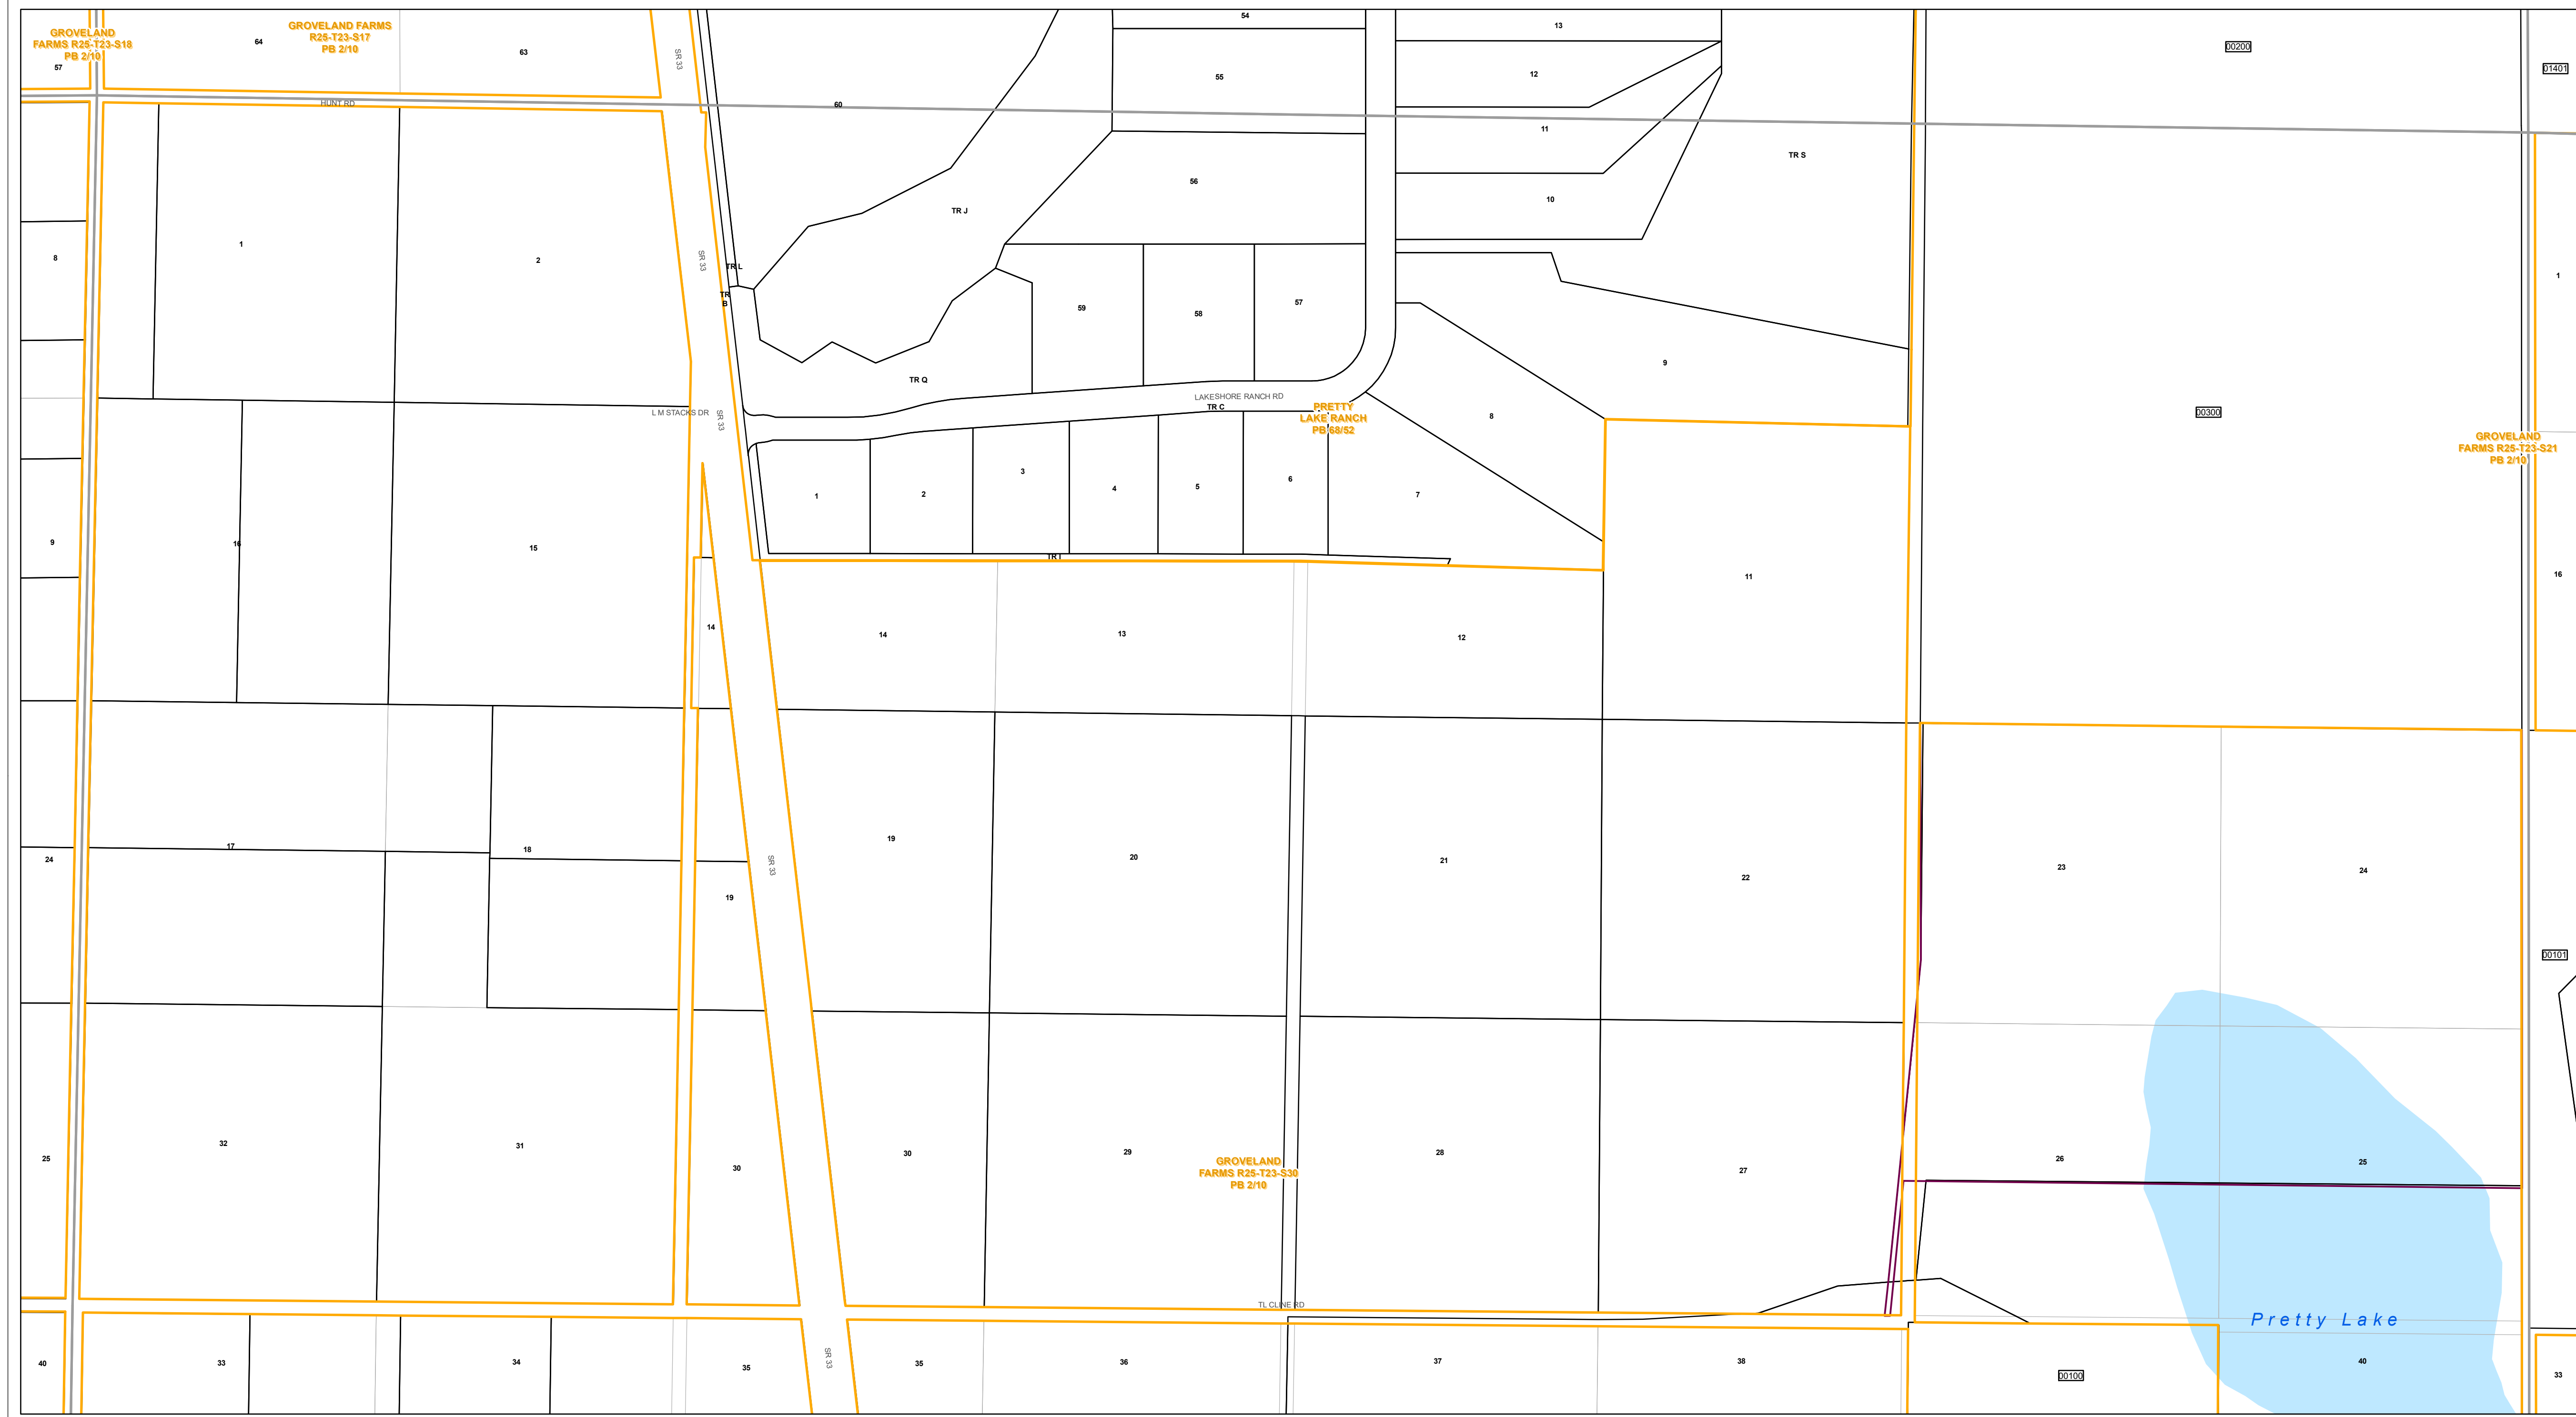 GROVELAND
FARMS R25-T23-S18
PB 2/10
57
64
GROVELAND FARMS
R25-T23-S17
PB 2/10
63
SR 33
60
54
55
13
12
11
00200
01401
HUNT RD
TR S
56
10
TR J
1
2
8
SR 33
TR L
TR
B
59
58
57
9
1
TR Q
LAKESHORE RANCH RD
TR C
PRETTY
LAKE RANCH
PB 68/52
8
00300
L M STACKS DR
SR 33
GROVELAND
FARMS R25-T23-S21
PB 2/10
1
2
3
4
5
6
7
9
16
15
TR I
11
16
14
14
13
12
24
17
18
19
SR 33
19
20
21
22
23
24
00101
25
32
31
30
30
29
GROVELAND
FARMS R25-T23-S30
PB 2/10
28
27
26
25
TL CLINE RD
Pretty Lake
40
33
34
35
SR 33
35
36
37
38
00100
40
33